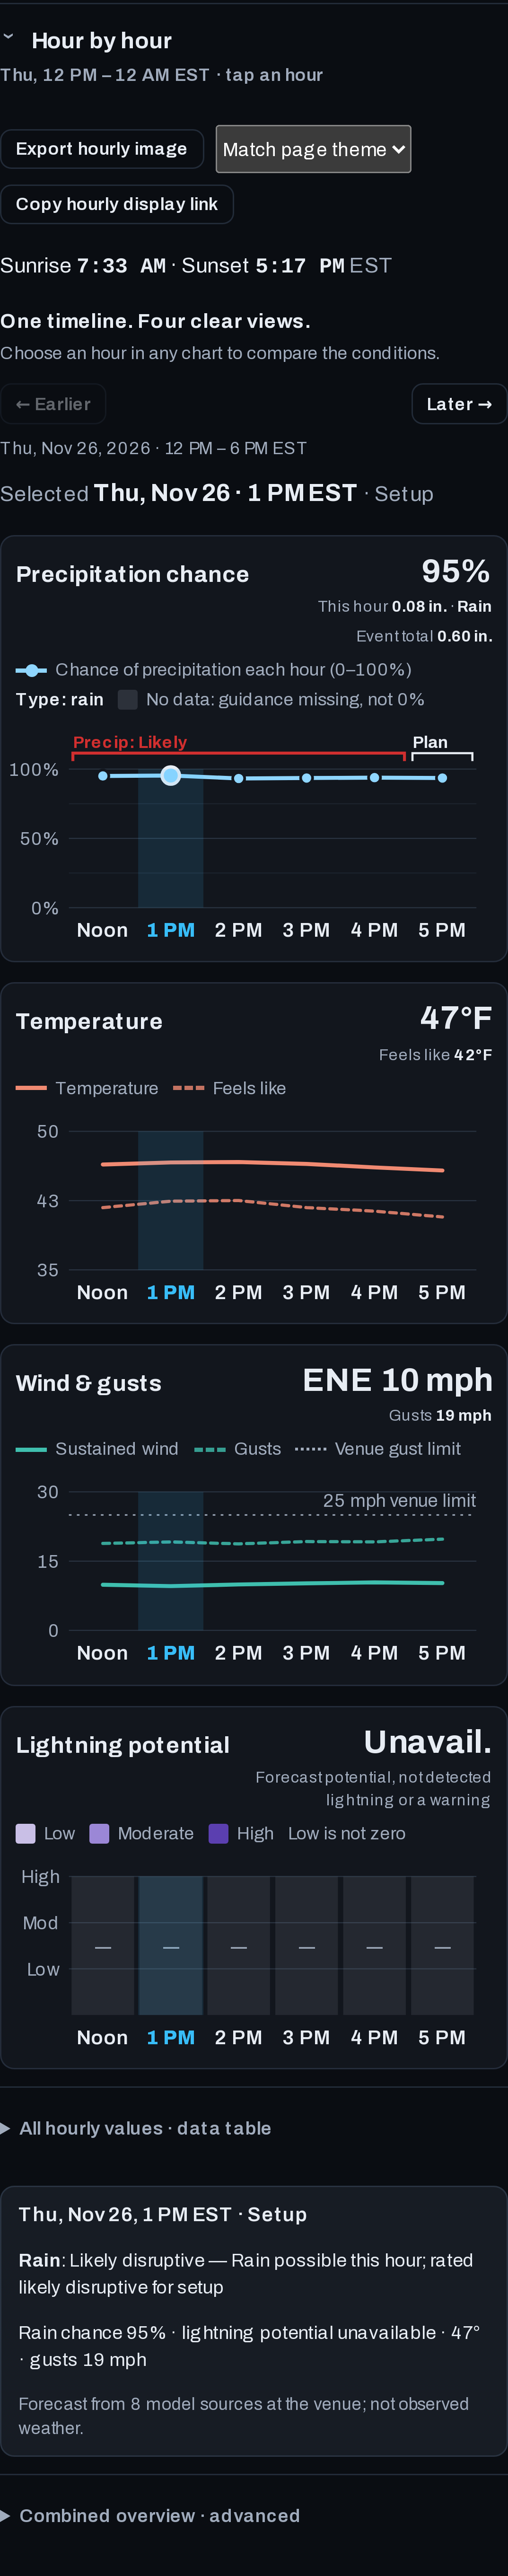 Hour by hour
Thu, 12 PM – 12 AM EST · tap an hour
Export hourly image
Match page theme
Copy hourly display link
Sunrise 7:33 AM · Sunset 5:17 PM EST
One timeline. Four clear views.
Choose an hour in any chart to compare the conditions.
← Earlier
Later →
Thu, Nov 26, 2026 · 12 PM – 6 PM EST
Selected Thu, Nov 26 · 1 PM EST · Setup
Precipitation chance
95%
This hour 0.08 in. · Rain
Event total 0.60 in.
Chance of precipitation each hour (0–100%)
Type: rain
No data: guidance missing, not 0%
Precip: Likely
Plan
100%
50%
0%
Noon 1 PM 2 PM 3 PM 4 PM 5 PM
Temperature
47°F
Feels like 42°F
Temperature
Feels like
50
43
35
Noon 1 PM 2 PM 3 PM 4 PM 5 PM
Wind & gusts
ENE 10 mph
Gusts 19 mph
Sustained wind
Gusts
Venue gust limit
30
25 mph venue limit
15
0
Noon 1 PM 2 PM 3 PM 4 PM 5 PM
Lightning potential
Unavail.
Forecast potential, not detected
lightning or a warning
Low
Moderate
High
Low is not zero
High
Mod
— — — — — —
Low
Noon 1 PM 2 PM 3 PM 4 PM 5 PM
All hourly values · data table
Thu, Nov 26, 1 PM EST · Setup
Rain: Likely disruptive — Rain possible this hour; rated
likely disruptive for setup
Rain chance 95% · lightning potential unavailable · 47°
· gusts 19 mph
Forecast from 8 model sources at the venue; not observed
weather.
Combined overview · advanced